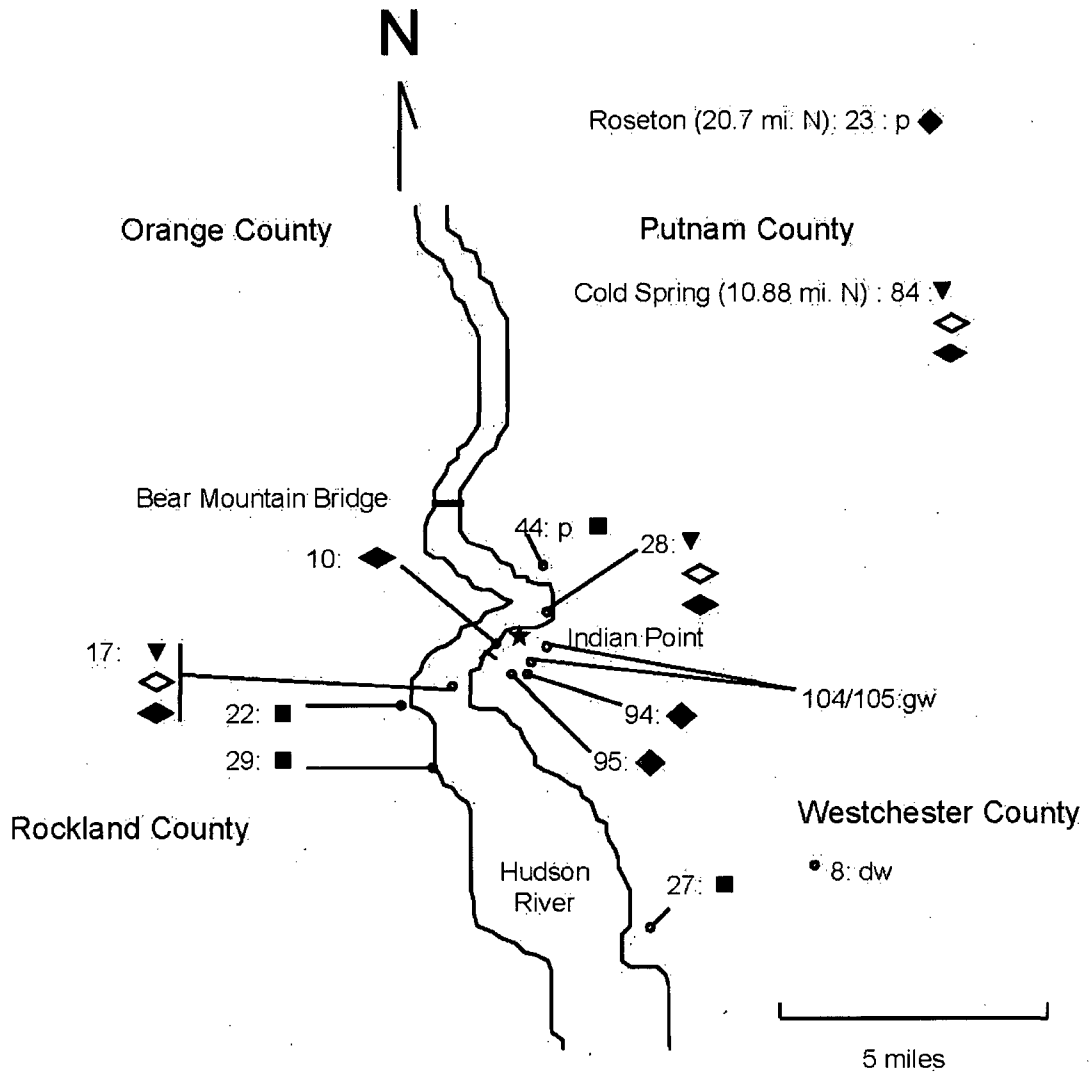 N
Roseton (20.7 mi. N): 23 : p
Orange County
Putnam County
Cold Spring (10.88 mi. N) : 84 :
Bear Mountain Bridge
44: p
28:
10:
Indian Point
17:
104/105:gw
22:
94:
29:
95:
Westchester County
Rockland County
8: dw
Hudson
River
27:
5 miles